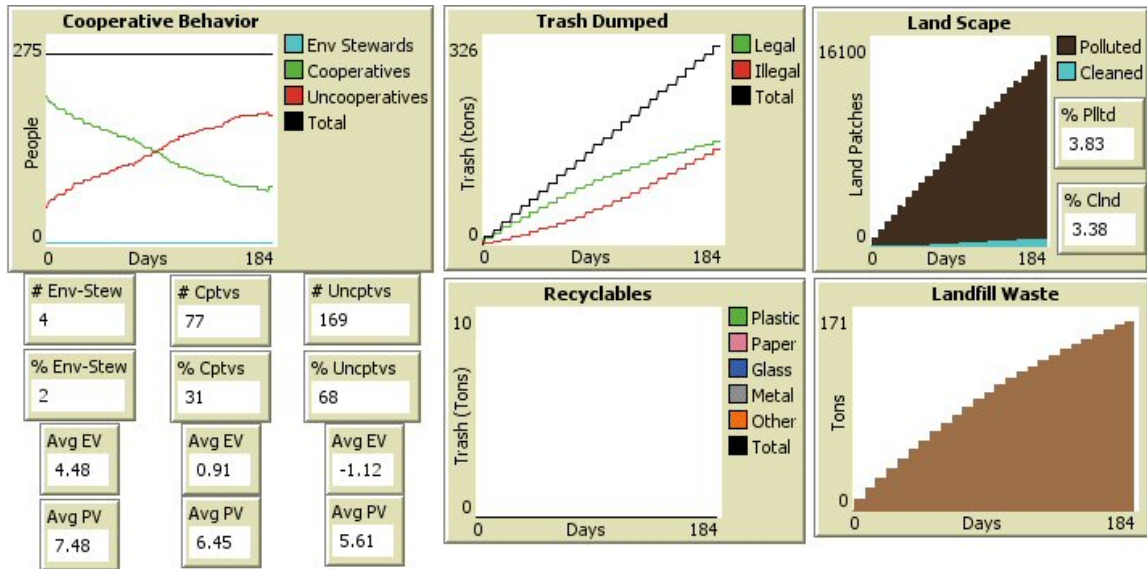 Cooperative Behavior
275
People
0
0
Days
184
Env Stewards
Cooperatives
Uncooperatives
Total
Trash Dumped
326
Trash (tons)
0
0
Days
184
Legal
Illegal
Total
Land Scape
16100
Land Patches
0
0
Days
184
Polluted
Cleaned
% Plltd
3.83
% Clnd
3.38
# Env-Stew
4
# Cptvs
77
# Uncptvs
169
% Env-Stew
2
% Cptvs
31
% Uncptvs
68
Avg EV
4.48
Avg EV
0.91
Avg EV
-1.12
Avg PV
7.48
Avg PV
6.45
Avg PV
5.61
Recyclables
10
Trash (Tons)
0
0
Days
184
Plastic
Paper
Glass
Metal
Other
Total
Landfill Waste
171
Tons
0
0
Days
184